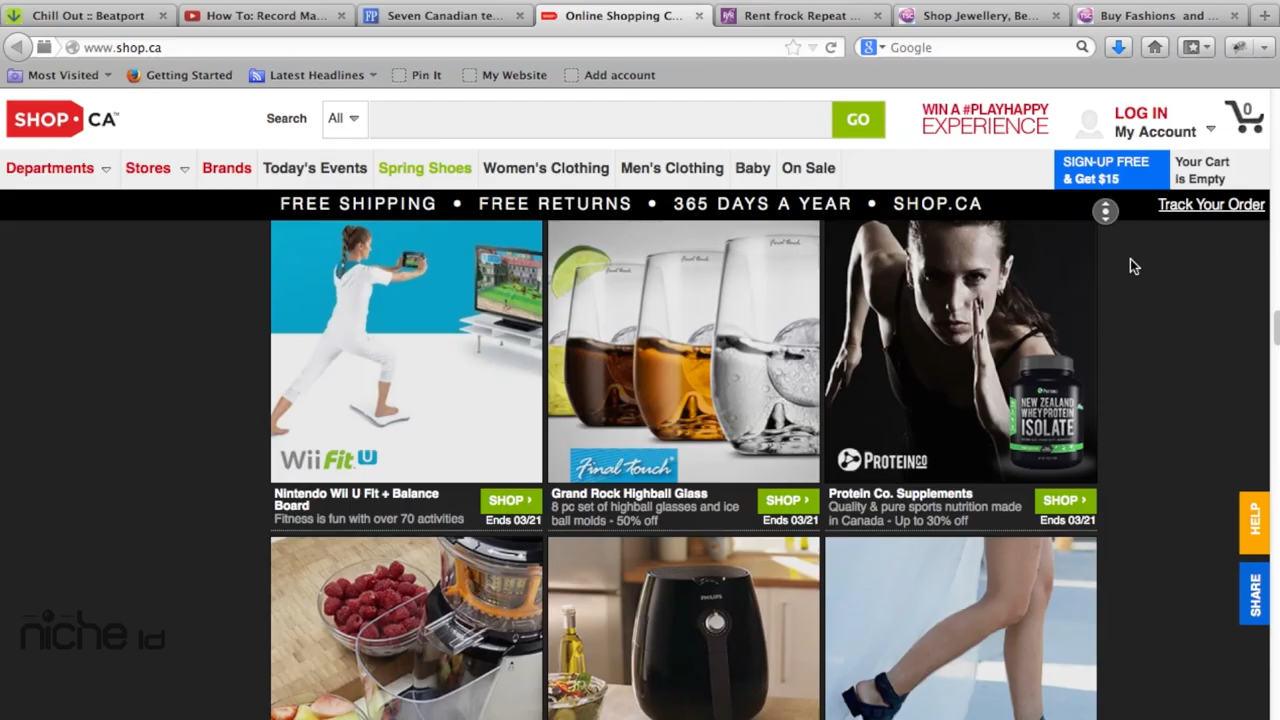 Chill Out :: Beatport
How To: Record Ma...
Seven Canadian te...
Online Shopping C...
Rent frock Repeat ...
Shop Jewellery, Be...
Buy Fashions and ...
www.shop.ca
Google
Most Visited
Getting Started
Latest Headlines
Pin It
My Website
Add account
SHOP.CA™
Search
All
GO
WIN A #PLAYHAPPY
EXPERIENCE
LOG IN
My Account
0
Departments
Stores
Brands
Today's Events
Spring Shoes
Women's Clothing
Men's Clothing
Baby
On Sale
SIGN-UP FREE
& Get $15
Your Cart
is Empty
FREE SHIPPING • FREE RETURNS • 365 DAYS A YEAR • SHOP.CA
Track Your Order
Wii Fit U
Final Touch
PROTEINCO
NEW ZEALAND
WHEY PROTEIN
ISOLATE
Nintendo Wii U Fit + Balance
Board
Fitness is fun with over 70 activities
SHOP ›
Ends 03/21
Grand Rock Highball Glass
8 pc set of highball glasses and ice
ball molds - 50% off
SHOP ›
Ends 03/21
Protein Co. Supplements
Quality & pure sports nutrition made
in Canada - Up to 30% off
SHOP ›
Ends 03/21
HELP
SHARE
PHILIPS
niche id